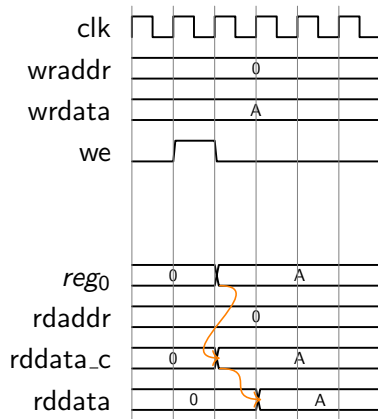 clk
wraddr 0
wrdata A
we
reg0 0 A
rdaddr 0
rddata_c 0 A
rddata 0 A